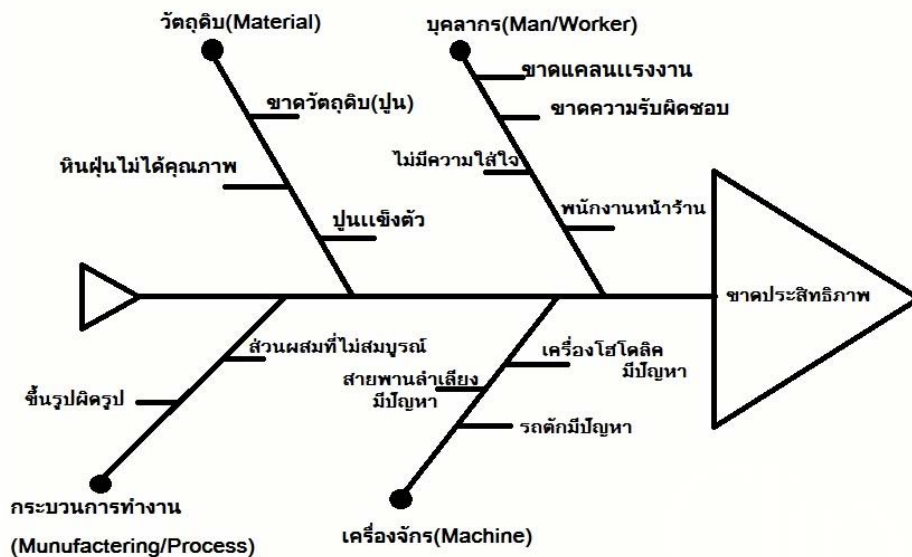 วัตถุดิบ(Material)
ขาดวัตถุดิบ(ปูน)
หินฝุ่นไม่ได้คุณภาพ
ปูนแข็งตัว
บุคลากร(Man/Worker)
ขาดแคลนแรงงาน
ขาดความรับผิดชอบ
ไม่มีความใส่ใจ
พนักงานหน้าร้าน
ขาดประสิทธิภาพ
ส่วนผสมที่ไม่สมบูรณ์
ขึ้นรูปผิดรูป
กระบวนการทำงาน
(Munufactering/Process)
เครื่องโฮโดลิค
มีปัญหา
สายพานลำเลียง
มีปัญหา
รถตักมีปัญหา
เครื่องจักร(Machine)